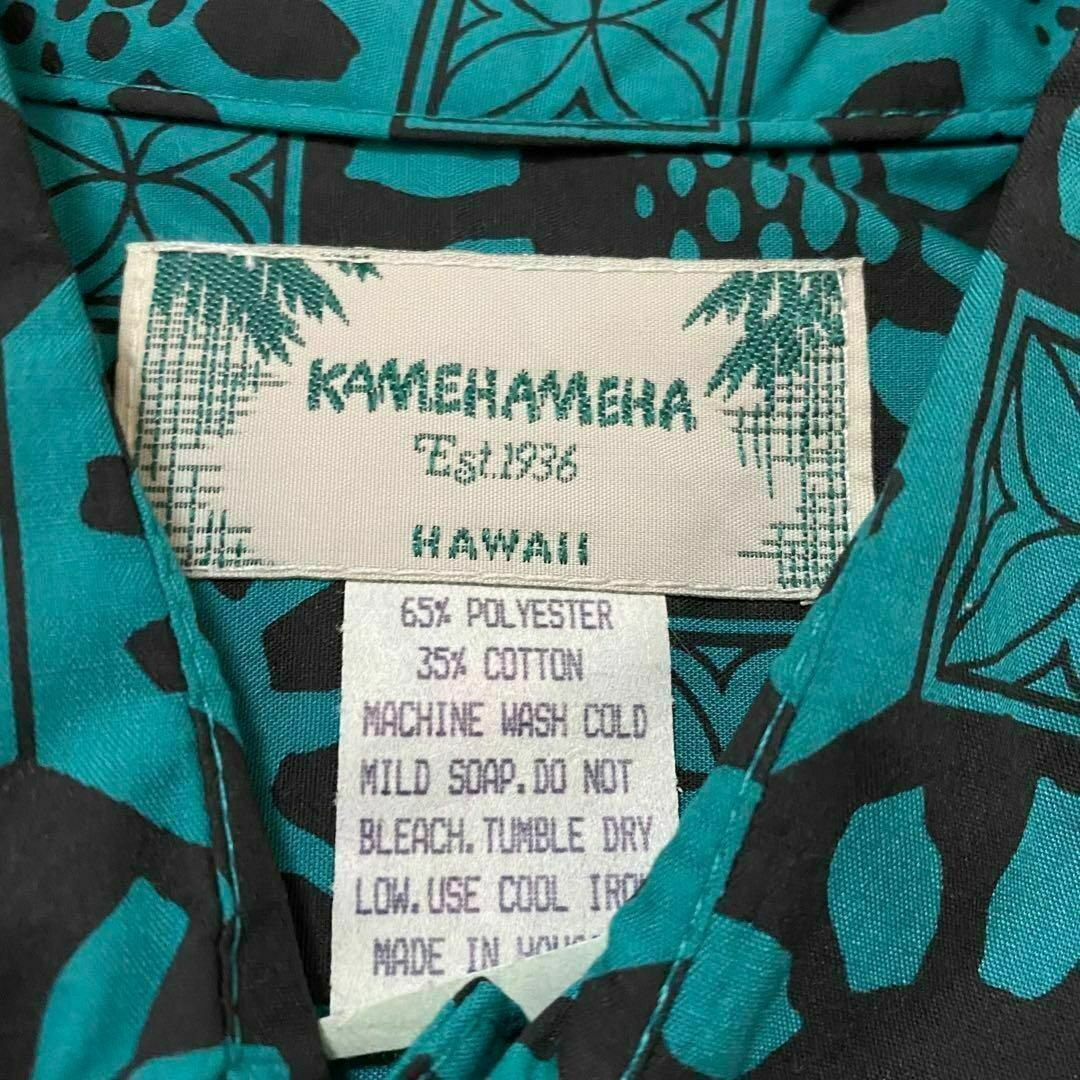 KAMEHAMEHA
Est.1936
HAWAII
65% POLYESTER
35% COTTON
MACHINE WASH COLD
MILD SOAP.DO NOT
BLEACH.TUMBLE DRY
LOW.USE COOL IRON
MADE IN